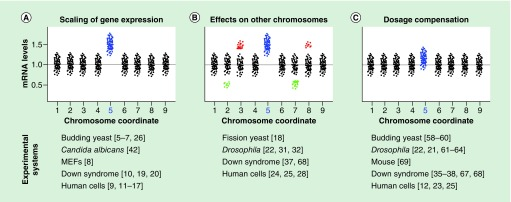 A Scaling of gene expression
mRNA levels
1.5
1.0
0.5
1 2 3 4 5 6 7 8 9
Chromosome coordinate
B Effects on other chromosomes
1 2 3 4 5 6 7 8 9
Chromosome coordinate
C Dosage compensation
1 2 3 4 5 6 7 8 9
Chromosome coordinate
Experimental
systems
Budding yeast [5–7, 26]
Candida albicans [42]
MEFs [8]
Down syndrome [10, 19, 20]
Human cells [9, 11–17]
Fission yeast [18]
Drosophila [22, 31, 32]
Down syndrome [37, 68]
Human cells [24, 25, 28]
Budding yeast [58–60]
Drosophila [22, 21, 61–64]
Mouse [69]
Down syndrome [35–38, 67, 68]
Human cells [12, 23, 25]